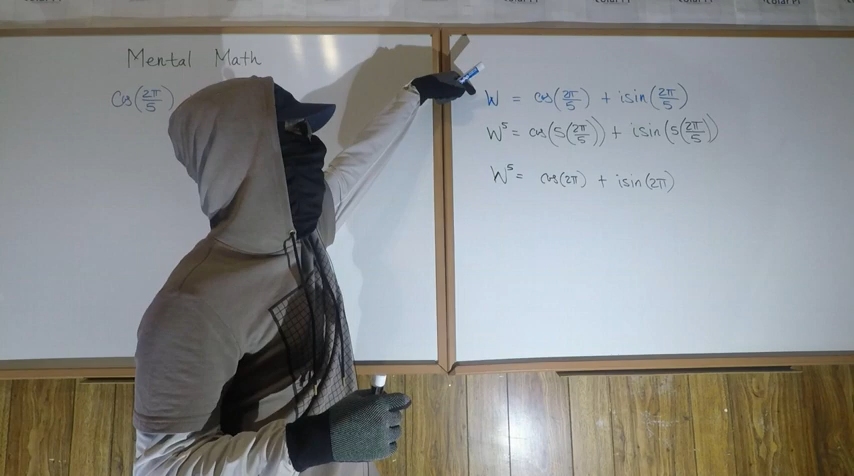 Mental Math
Cos(2π/5)
W = cos(2π/5) + isin(2π/5)
W⁵ = cos(5(2π/5)) + isin(5(2π/5))
W⁵ = cos(2π) + isin(2π)